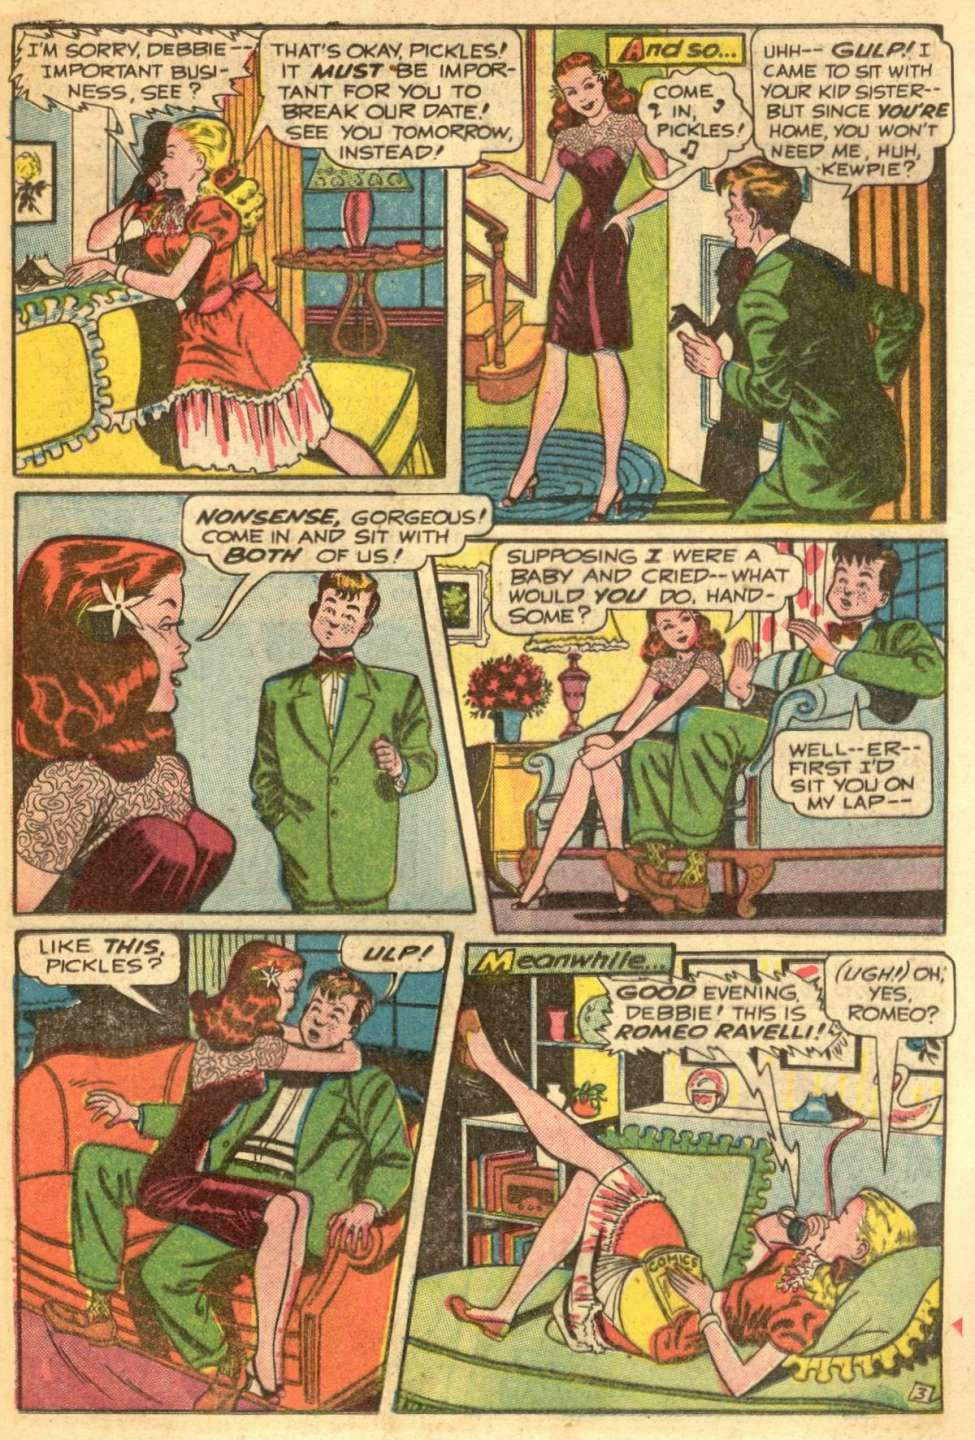 I'M SORRY, DEBBIE--
IMPORTANT BUSI-
NESS, SEE?
THAT'S OKAY, PICKLES!
IT MUST BE IMPOR-
TANT FOR YOU TO
BREAK OUR DATE!
SEE YOU TOMORROW,
INSTEAD!
And so...
COME
IN,
PICKLES!
UHH-- GULP! I
CAME TO SIT WITH
YOUR KID SISTER--
BUT SINCE YOU'RE
HOME, YOU WON'T
NEED ME, HUH,
KEWPIE?
NONSENSE, GORGEOUS!
COME IN AND SIT WITH
BOTH OF US!
SUPPOSING I WERE A
BABY AND CRIED--WHAT
WOULD YOU DO, HAND-
SOME?
WELL--ER--
FIRST I'D
SIT YOU ON
MY LAP--
LIKE THIS,
PICKLES?
ULP!
Meanwhile...
GOOD EVENING,
DEBBIE! THIS IS
ROMEO RAVELLI!
(UGH!) OH,
YES,
ROMEO?
COMICS
3